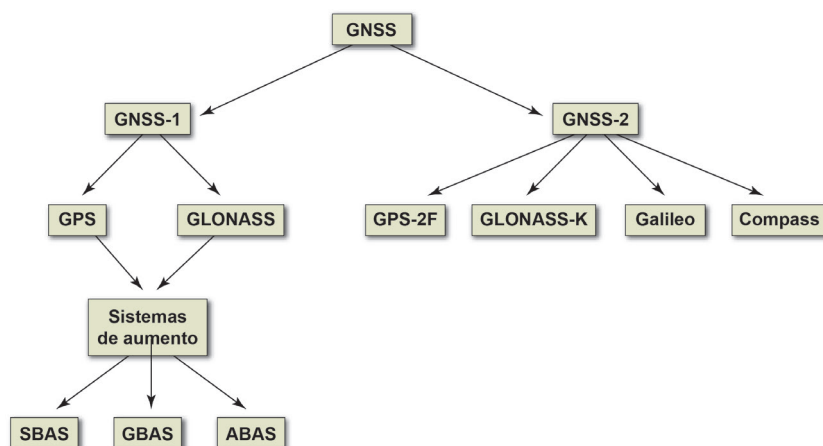 GNSS
GNSS-1
GNSS-2
GPS
GLONASS
GPS-2F
GLONASS-K
Galileo
Compass
Sistemas
de aumento
SBAS
GBAS
ABAS